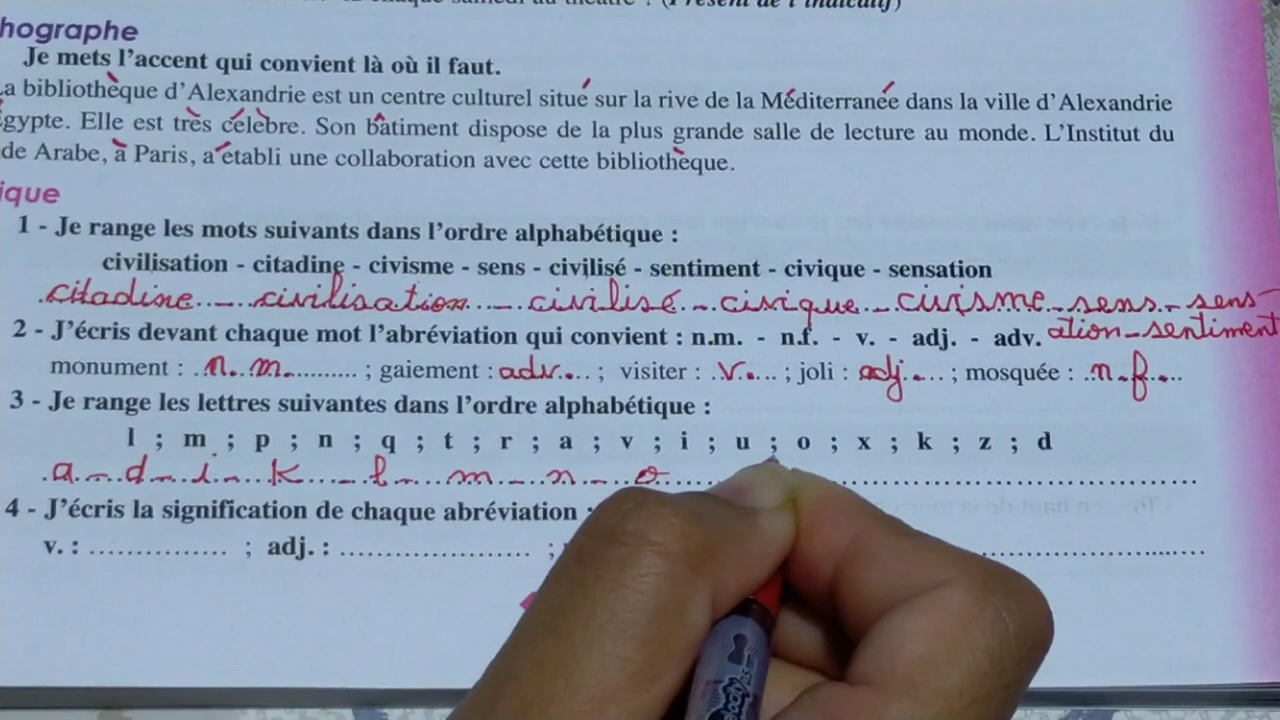 (Présent de l'indicatif)
hographe
Je mets l'accent qui convient là où il faut.
La bibliothèque d'Alexandrie est un centre culturel situé sur la rive de la Méditerranée dans la ville d'Alexandrie
gypte. Elle est très célèbre. Son bâtiment dispose de la plus grande salle de lecture au monde. L'Institut du
de Arabe, à Paris, a établi une collaboration avec cette bibliothèque.
ique
1 - Je range les mots suivants dans l'ordre alphabétique :
civilisation - citadine - civisme - sens - civilisé - sentiment - civique - sensation
citadine - civilisation - civilisé - civique - civisme - sens - sens-
ation - sentiment
2 - J'écris devant chaque mot l'abréviation qui convient : n.m. - n.f. - v. - adj. - adv.
monument : n. m. ; gaiement : adv. ; visiter : v. ; joli : adj. ; mosquée : n.f.
3 - Je range les lettres suivantes dans l'ordre alphabétique :
l ; m ; p ; n ; q ; t ; r ; a ; v ; i ; u ; o ; x ; k ; z ; d
a - d - i - k - l - m - n - o
4 - J'écris la signification de chaque abréviation :
v. : ............... ; adj. : .................... ;